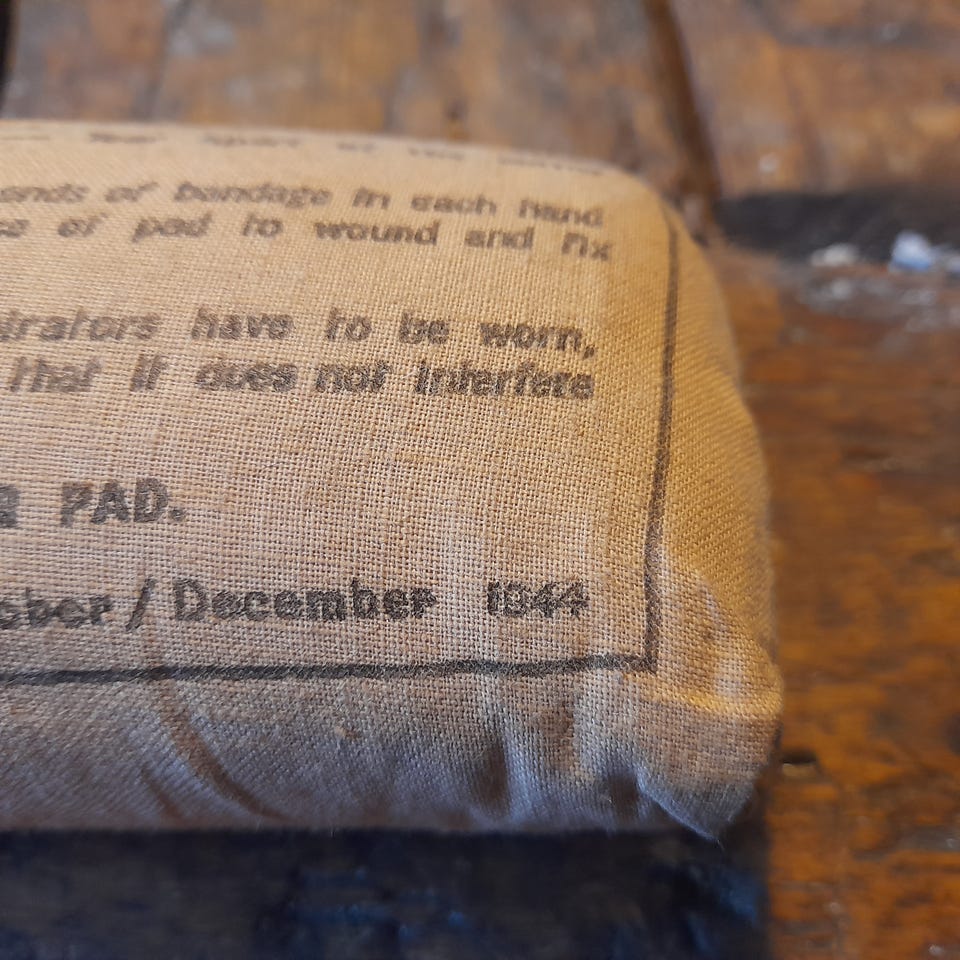 ends of bandage in each hand
of pad to wound and fix
irators have to be worn,
that it does not interfere
R PAD.
ober / December 1944